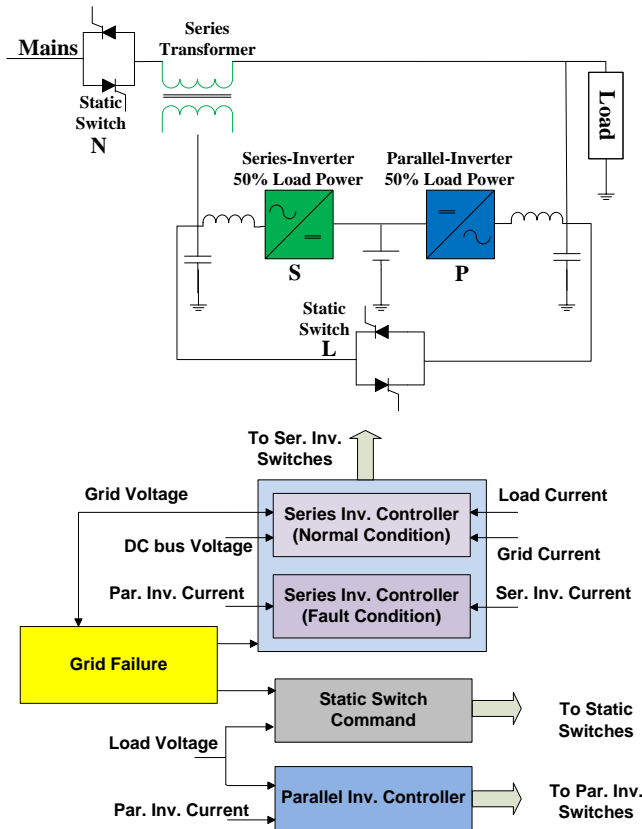 Mains
Series
Transformer
Static
Switch
N
Load
Series-Inverter
50% Load Power
Parallel-Inverter
50% Load Power
S
P
Static
Switch
L
To Ser. Inv.
Switches
Grid Voltage
DC bus Voltage
Series Inv. Controller
(Normal Condition)
Load Current
Grid Current
Par. Inv. Current
Series Inv. Controller
(Fault Condition)
Ser. Inv. Current
Grid Failure
Static Switch
Command
To Static
Switches
Load Voltage
Par. Inv. Current
Parallel Inv. Controller
To Par. Inv.
Switches